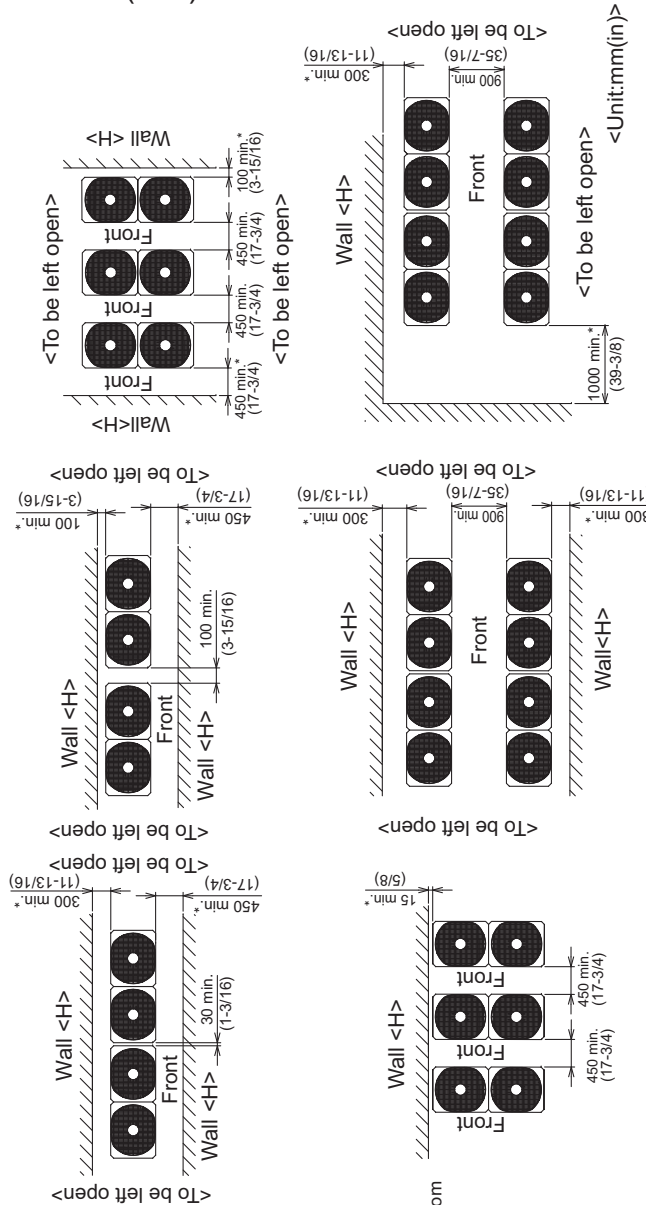 <To be left open>
Wall <H>
Front
Front
Front
Wall<H>
450 min.*
(17-3/4)
450 min.
(17-3/4)
450 min.
(17-3/4)
100 min.*
(3-15/16)
<To be left open>
<To be left open>
300 min.*
(11-13/16)
Wall <H>
900 min.
(35-7/16)
Front
1000 min.*
(39-3/8)
<To be left open>
<Unit:mm(in)>
<To be left open>
100 min.*
(3-15/16)
Wall <H>
450 min.*
(17-3/4)
100 min.
(3-15/16)
Front
Wall <H>
<To be left open>
<To be left open>
300 min.*
(11-13/16)
Wall <H>
900 min.
(35-7/16)
Front
Wall<H>
<To be left open>
<To be left open>
300 min.*
(11-13/16)
Wall <H>
450 min.*
(17-3/4)
30 min.
(1-3/16)
Front
Wall <H>
<To be left open>
15 min.*
(5/8)
Wall <H>
Front
Front
Front
450 min.
(17-3/4)
450 min.
(17-3/4)
om